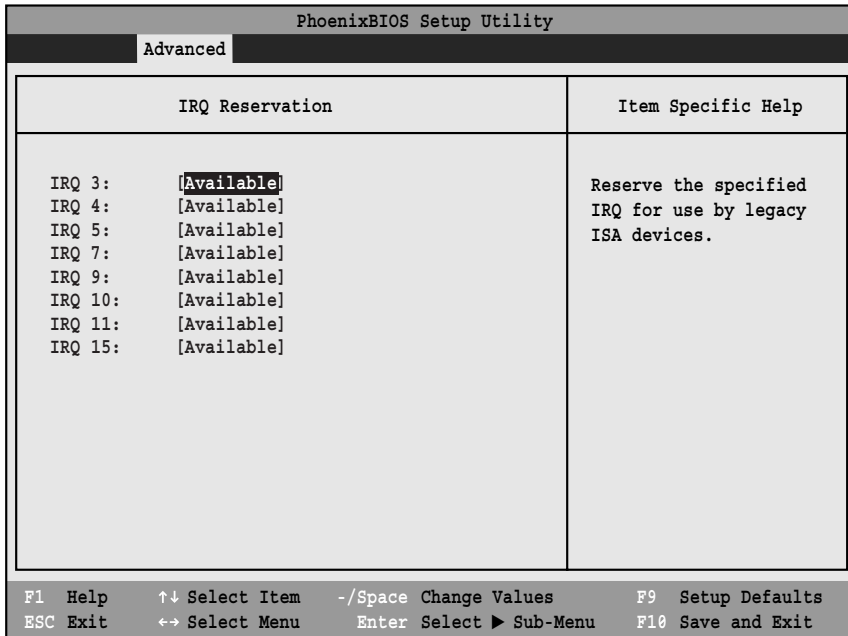 PhoenixBIOS Setup Utility
Advanced
IRQ Reservation
Item Specific Help
IRQ 3: [Available]
IRQ 4: [Available]
IRQ 5: [Available]
IRQ 7: [Available]
IRQ 9: [Available]
IRQ 10: [Available]
IRQ 11: [Available]
IRQ 15: [Available]
Reserve the specified
IRQ for use by legacy
ISA devices.
F1 Help ↑↓ Select Item -/Space Change Values F9 Setup Defaults
ESC Exit ←→ Select Menu Enter Select ▶ Sub-Menu F10 Save and Exit